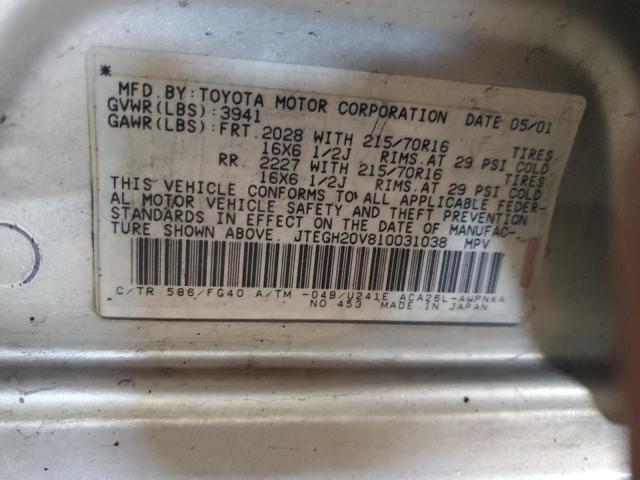 *
MFD.BY:TOYOTA MOTOR CORPORATION DATE 05/01
GVWR(LBS):3941
GAWR(LBS):FRT. 2028 WITH 215/70R16 TIRES.
16X6 1/2J RIMS.AT 29 PSI COLD.
RR. 2227 WITH 215/70R16 TIRES
16X6 1/2J RIMS.AT 29 PSI COLD
THIS VEHICLE CONFORMS TO ALL APPLICABLE FEDER-
AL MOTOR VEHICLE SAFETY AND THEFT PREVENTION
STANDARDS IN EFFECT ON THE DATE OF MANUFAC-
TURE SHOWN ABOVE. JTEGH20V810031038 MPV
C/TR 586/FG40 A/TM -04B/U241E ACA26L-AWPNKA
NO 453 MADE IN JAPAN